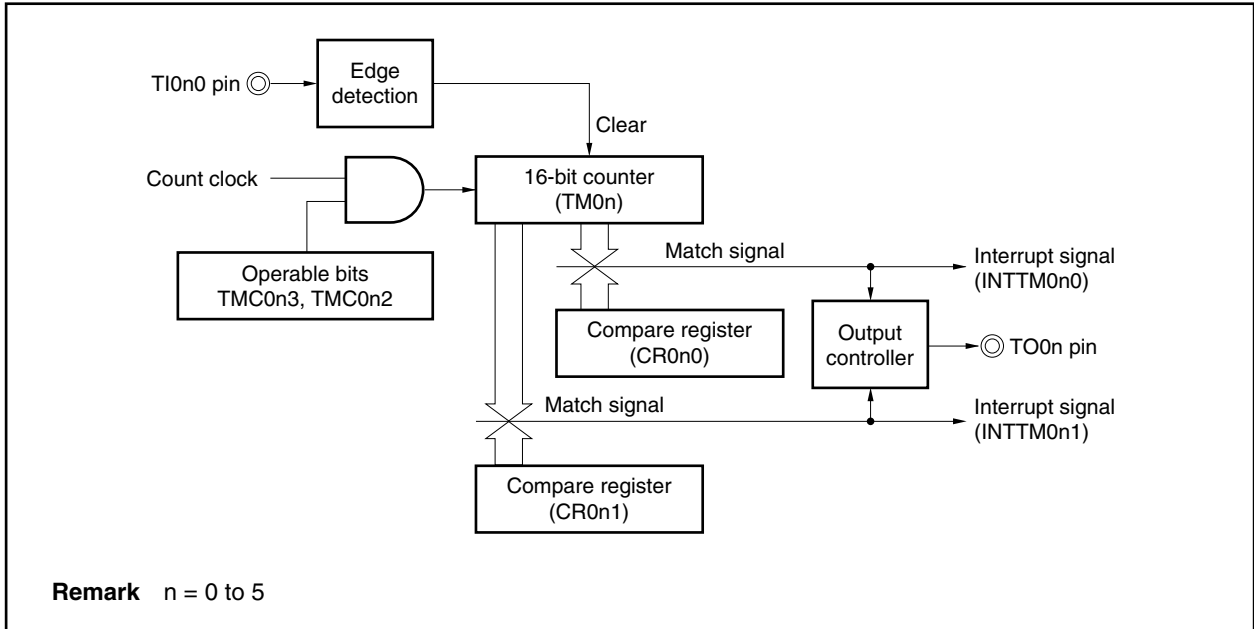 TI0n0 pin
Edge
detection
Clear
Count clock
16-bit counter
(TM0n)
Operable bits
TMC0n3, TMC0n2
Match signal
Interrupt signal
(INTTM0n0)
Compare register
(CR0n0)
Output
controller
TO0n pin
Match signal
Interrupt signal
(INTTM0n1)
Compare register
(CR0n1)
Remark n = 0 to 5